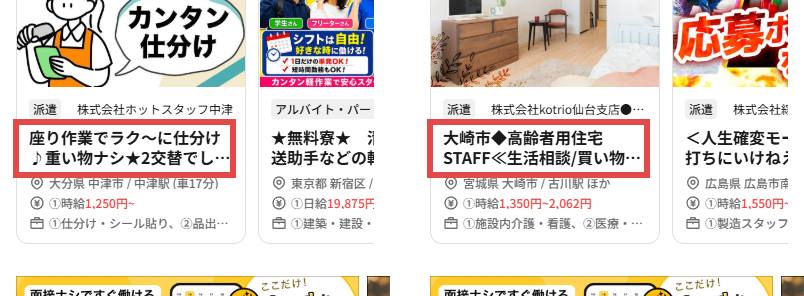 カンタン
仕分け
派遣 株式会社ホットスタッフ中津
座り作業でラク〜に仕分け
♪重い物ナシ★2交替でし…
大分県 中津市 / 中津駅 (車17分)
①時給1,250円~
①仕分け・シール貼り、②品出…
学生さん フリーターさん
シフトは自由!
好きな時に働ける!
✓1日だけの単発OK!
✓短時間勤務もOK!
カンタン軽作業で安心スタ
アルバイト・パー
★無料寮★
送助手などの
東京都 新宿区 /
①日給19,875円
①建築・建設・
派遣 株式会社kotrio仙台支店●…
大崎市◆高齢者用住宅
STAFF≪生活相談/買い物…
宮城県 大崎市 / 古川駅 ほか
①時給1,350円~2,062円
①施設内介護・看護、②医療・…
応募
派遣 株式会社
<人生確変モー
打ちにいけねえ
広島県 広島市南
①時給1,550円~
①製造スタッフ
面接ナシですぐ働ける
ここだけ!
面接ナシですぐ働ける
ここだけ!